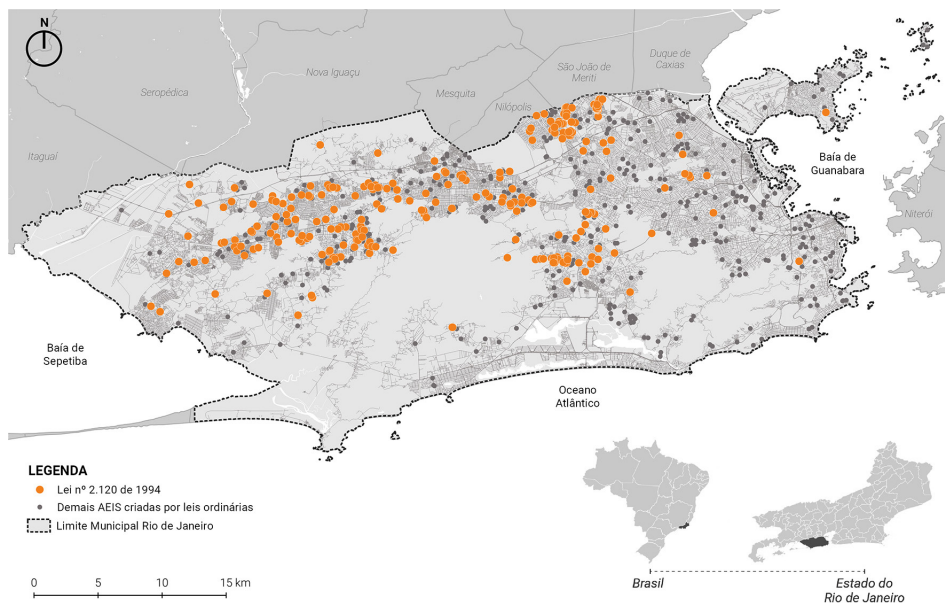 N
Duque de
Caxias
São João de
Meriti
Nova Iguaçu
Seropédica
Mesquita
Nilópolis
Itaguaí
Baía de
Guanabara
Niterói
Baía de
Sepetiba
Oceano
Atlântico
LEGENDA
Lei nº 2.120 de 1994
Demais AEIS criadas por leis ordinárias
Limite Municipal Rio de Janeiro
0 5 10 15 km
Brasil
Estado do
Rio de Janeiro